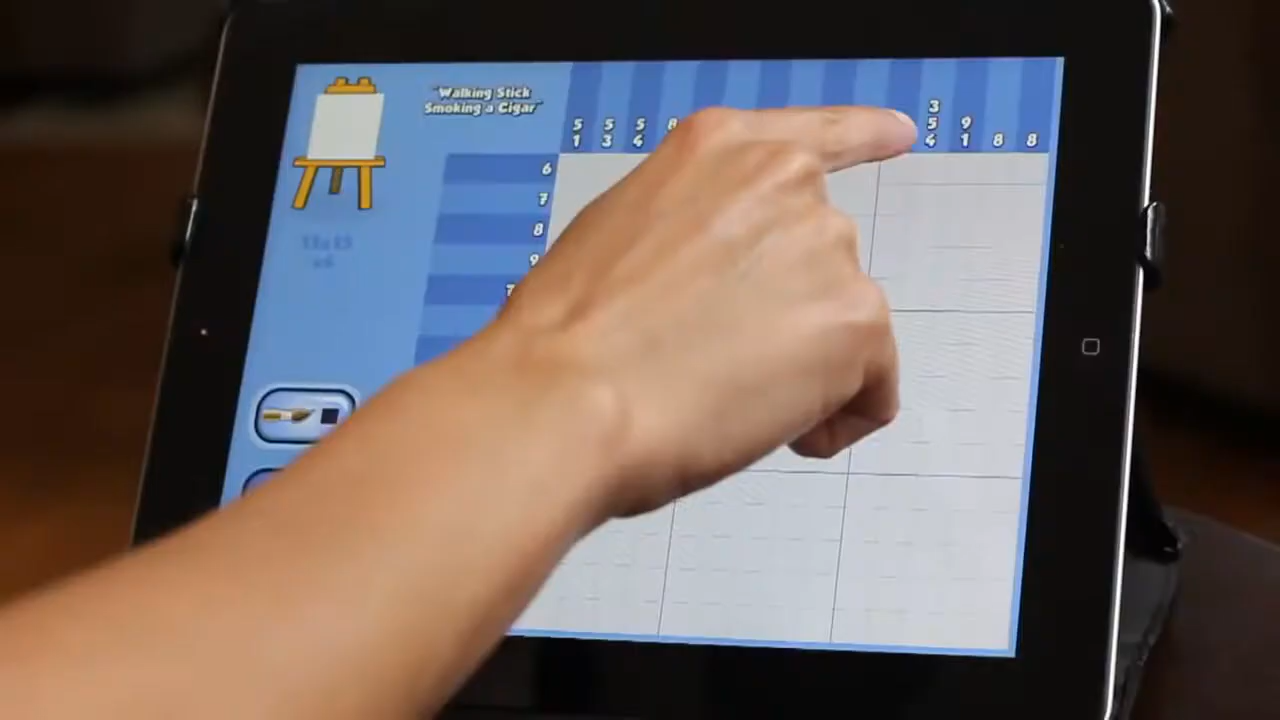 "Walking Stick
Smoking a Cigar"
3
5 5 5 8 5 9
1 3 4 4 1 8 8
6
7
8
9
7